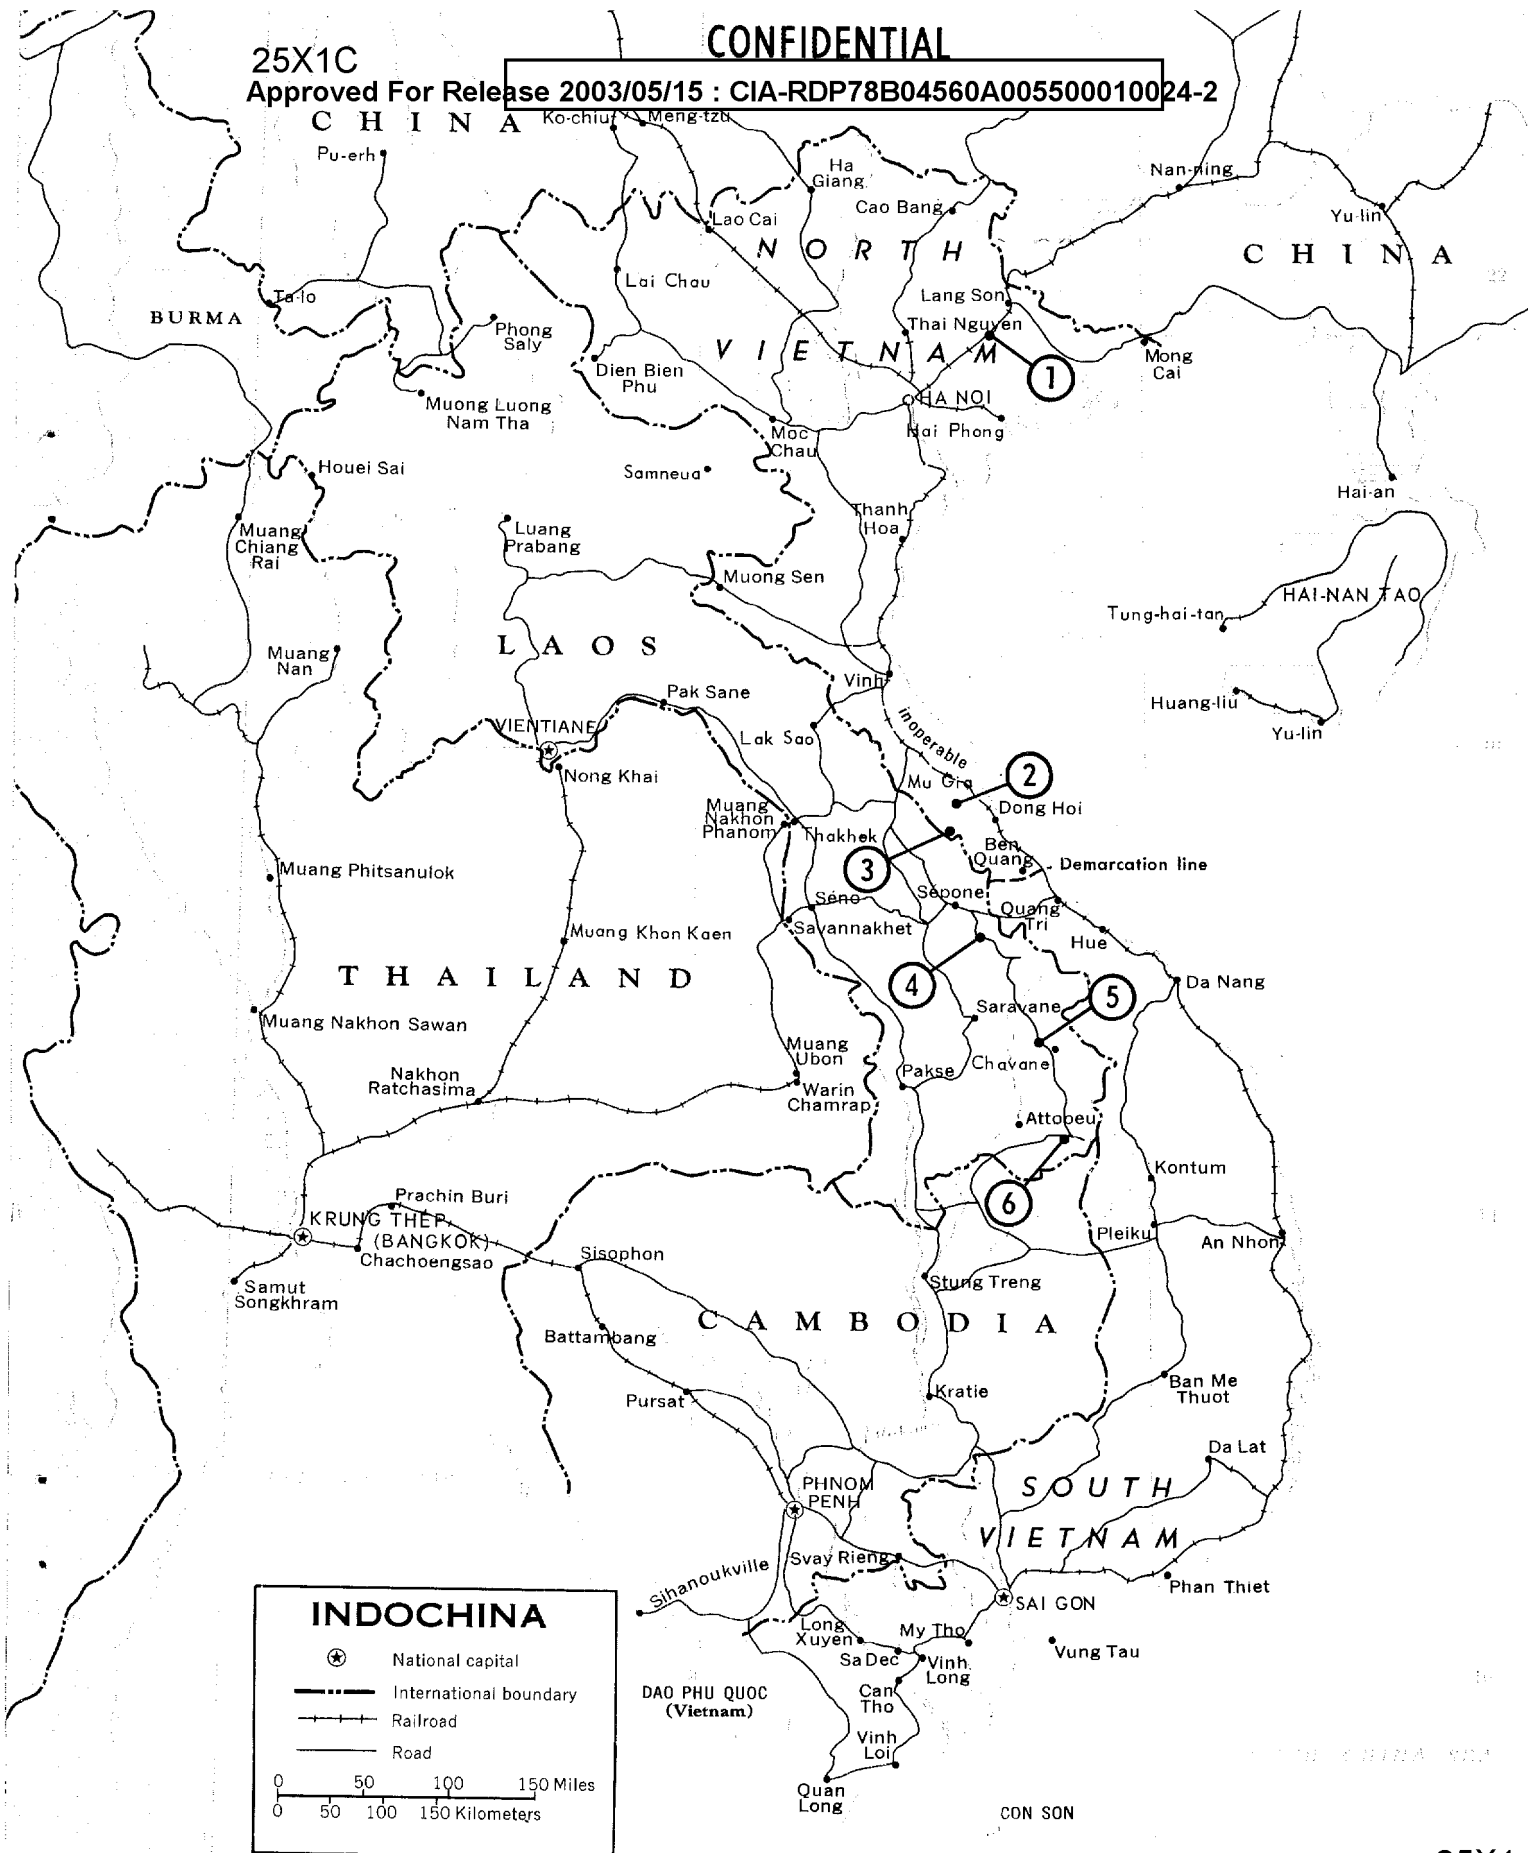 CONFIDENTIAL
25X1C
Approved For Release 2003/05/15 : CIA-RDP78B04560A005500010024-2
CHINA
Ko-chiu
Meng-tzu
Pu-erh
Ha
Giang
Nan-ning
Cao Bang
Yu-lin
Lao Cai
NORTH
CHINA
22
Lai Chau
Lang Son
Ta-lo
BURMA
Phong
Saly
Thai Nguyen
VIETNAM
Mong
Cai
Dien Bien
Phu
1
Muong Luong
Nam Tha
HA NOI
Hai Phong
Moc
Chau
Houei Sai
Samneua
Hai-an
Muang
Chiang
Rai
Luang
Prabang
Thanh
Hoa
Muong Sen
HAI-NAN TAO
Tung-hai-tan
LAOS
Muang
Nan
Vinh
Pak Sane
Huang-liu
Yu-lin
VIENTIANE
Lak Sao
inoperable
Nong Khai
Mu Gia
2
Dong Hoi
Muang
Nakhon
Phanom
Thakhek
Ben
Quang
Demarcation line
3
Muang Phitsanulok
Séno
Sépone
Quang
Tri
Savannakhet
Muang Khon Kaen
Hue
THAILAND
4
Da Nang
5
Saravane
Muang Nakhon Sawan
Muang
Ubon
Chavane
Nakhon
Ratchasima
Pakse
Warin
Chamrap
Attopeu
Kontum
Prachin Buri
6
KRUNG THEP
(BANGKOK)
Pleiku
An Nhon
Chachoengsao
Sisophon
Samut
Songkhram
Stung Treng
CAMBODIA
Battambang
Ban Me
Thuot
Kratie
Pursat
Da Lat
PHNOM
PENH
SOUTH
VIETNAM
Svay Rieng
Sihanoukville
Phan Thiet
SAI GON
Long
Xuyen
My Tho
Sa Dec
Vinh
Long
Vung Tau
Can
Tho
DAO PHU QUOC
(Vietnam)
Vinh
Loi
Quan
Long
CON SON
INDOCHINA
National capital
International boundary
Railroad
Road
0 50 100 150 Miles
0 50 100 150 Kilometers